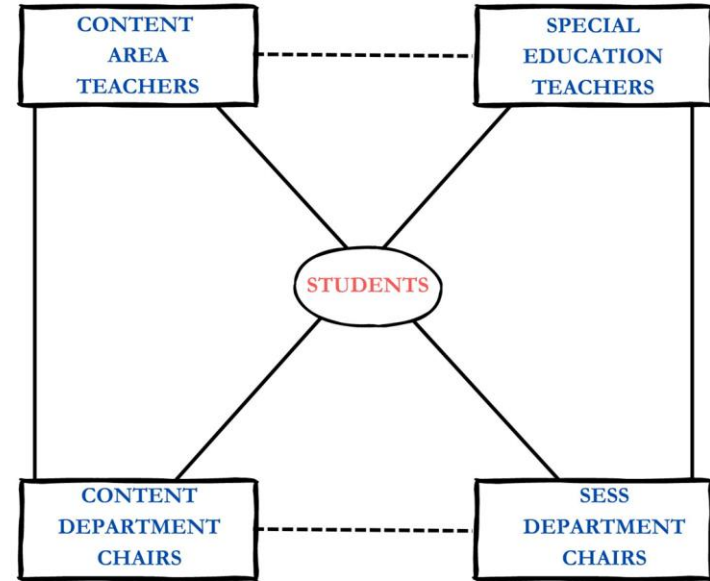 CONTENT
AREA
TEACHERS
SPECIAL
EDUCATION
TEACHERS
STUDENTS
CONTENT
DEPARTMENT
CHAIRS
SESS
DEPARTMENT
CHAIRS